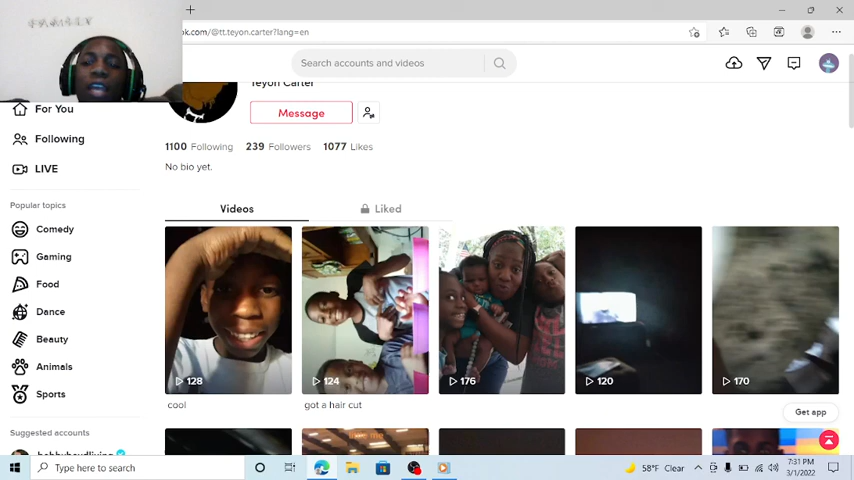 FAMILLY
k.com/@tt.teyon.carter?lang=en
Search accounts and videos
Teyon Carter
Message
1100 Following 239 Followers 1077 Likes
No bio yet.
For You
Following
LIVE
Popular topics
Comedy
Gaming
Food
Dance
Beauty
Animals
Sports
Suggested accounts
Videos
Liked
128
124
176
120
170
cool
got a hair cut
Get app
Type here to search
58°F Clear
7:31 PM
3/1/2022